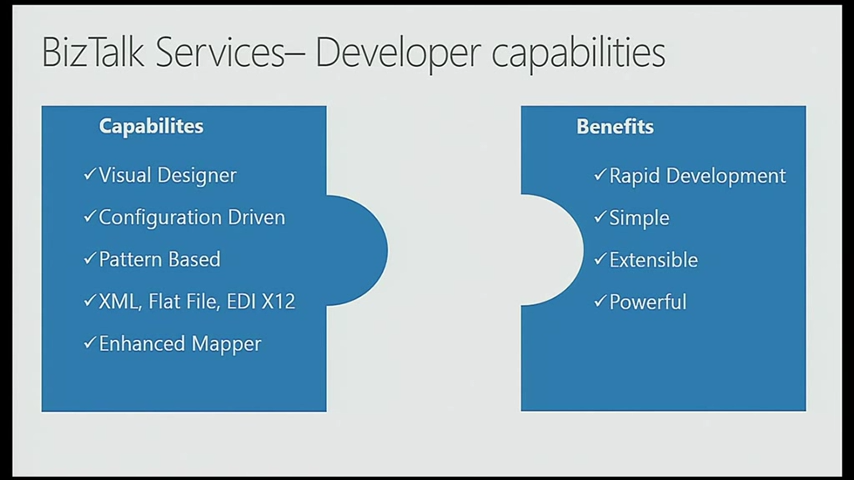 BizTalk Services– Developer capabilities
Capabilites
✓Visual Designer
✓Configuration Driven
✓Pattern Based
✓XML, Flat File, EDI X12
✓Enhanced Mapper
Benefits
✓Rapid Development
✓Simple
✓Extensible
✓Powerful